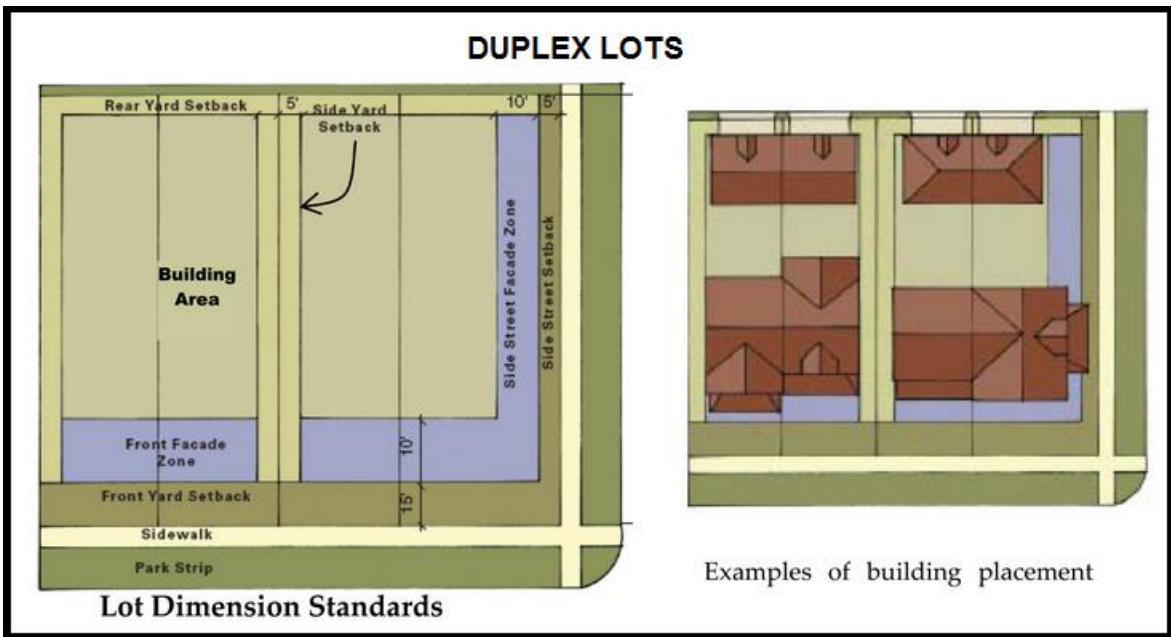 DUPLEX LOTS
Rear Yard Setback
5'
Side Yard
Setback
10'
5'
Building
Area
Side Street Facade Zone
Side Street Setback
Front Facade
Zone
10'
Front Yard Setback
15'
Sidewalk
Park Strip
Lot Dimension Standards
Examples of building placement